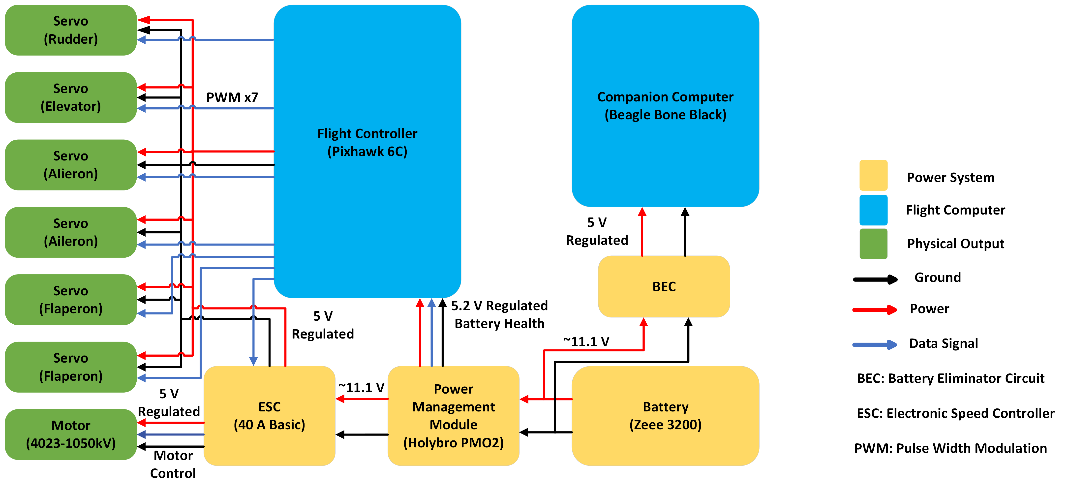 Servo
(Rudder)
Servo
(Elevator)
PWM x7
Servo
(Alieron)
Servo
(Aileron)
Servo
(Flaperon)
Servo
(Flaperon)
Motor
(4023-1050kV)
Flight Controller
(Pixhawk 6C)
Companion Computer
(Beagle Bone Black)
5 V
Regulated
BEC
5 V
Regulated
5.2 V Regulated
Battery Health
~11.1 V
~11.1 V
5 V
Regulated
Motor
Control
ESC
(40 A Basic)
Power
Management
Module
(Holybro PMO2)
Battery
(Zeee 3200)
Power System
Flight Computer
Physical Output
Ground
Power
Data Signal
BEC: Battery Eliminator Circuit
ESC: Electronic Speed Controller
PWM: Pulse Width Modulation